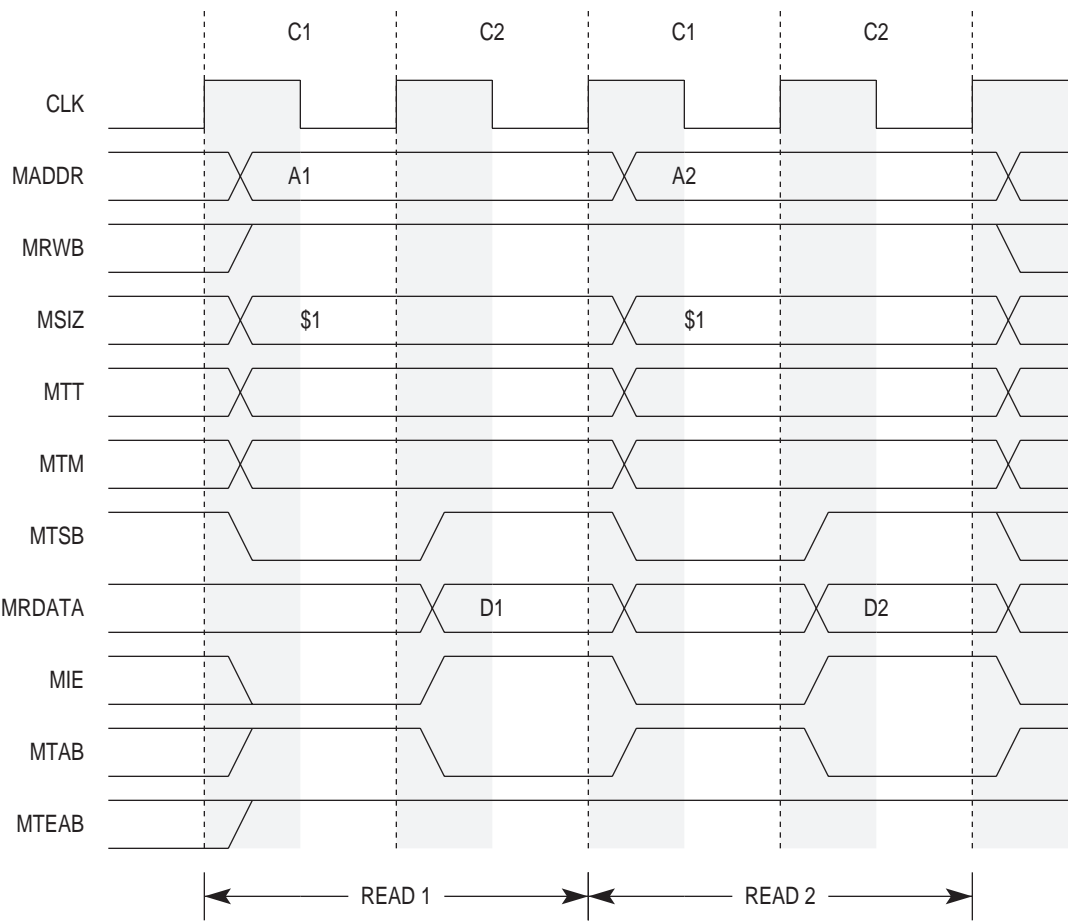 C1 C2 C1 C2
CLK
MADDR A1 A2
MRWB
MSIZ $1 $1
MTT
MTM
MTSB
MRDATA D1 D2
MIE
MTAB
MTEAB
READ 1 READ 2